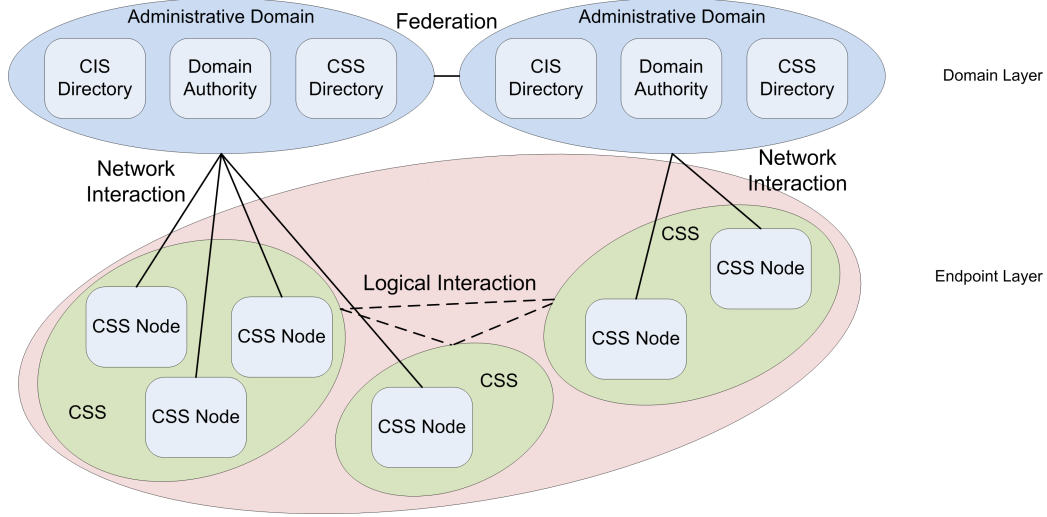 Administrative Domain
Federation
Administrative Domain
CIS
Directory
Domain
Authority
CSS
Directory
CIS
Directory
Domain
Authority
CSS
Directory
Domain Layer
Network
Interaction
Network
Interaction
CSS
CSS Node
Logical Interaction
Endpoint Layer
CSS Node
CSS Node
CSS Node
CSS
CSS Node
CSS
CSS Node